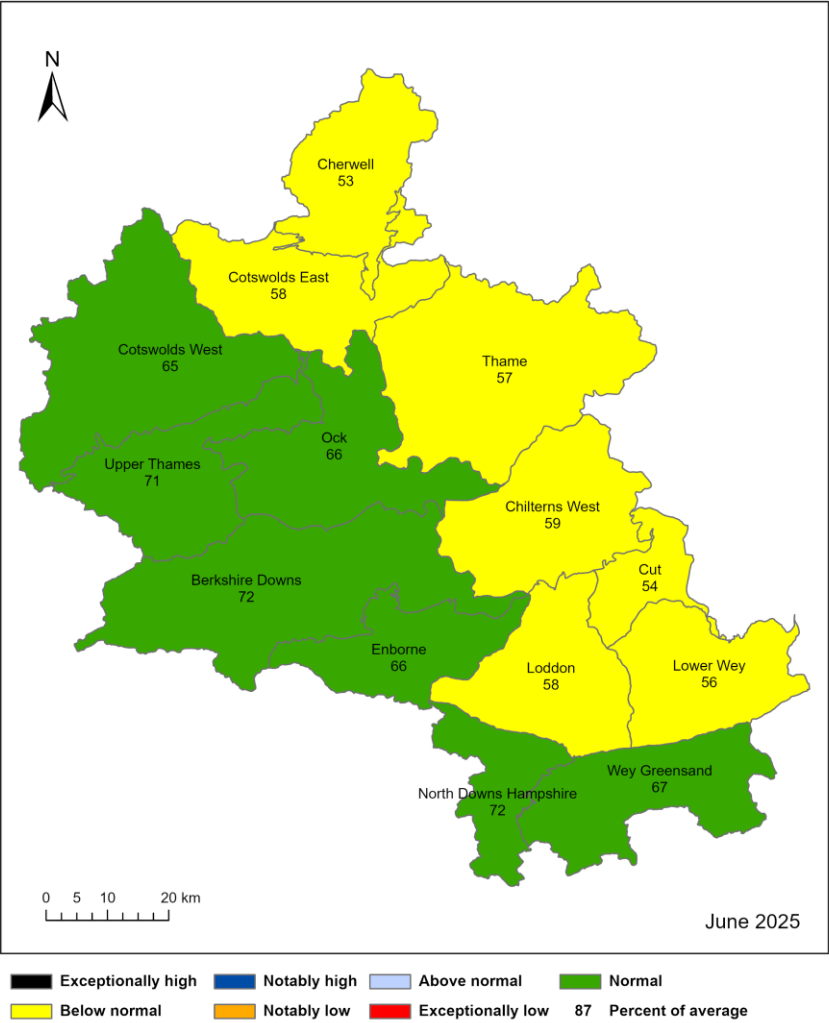 N
Cherwell
53
Cotswolds East
58
Cotswolds West
65
Thame
57
Ock
66
Upper Thames
71
Chilterns West
59
Cut
54
Berkshire Downs
72
Enborne
66
Loddon
58
Lower Wey
56
Wey Greensand
67
North Downs Hampshire
72
0 5 10 20 km
June 2025
Exceptionally high Notably high Above normal Normal
Below normal Notably low Exceptionally low 87 Percent of average